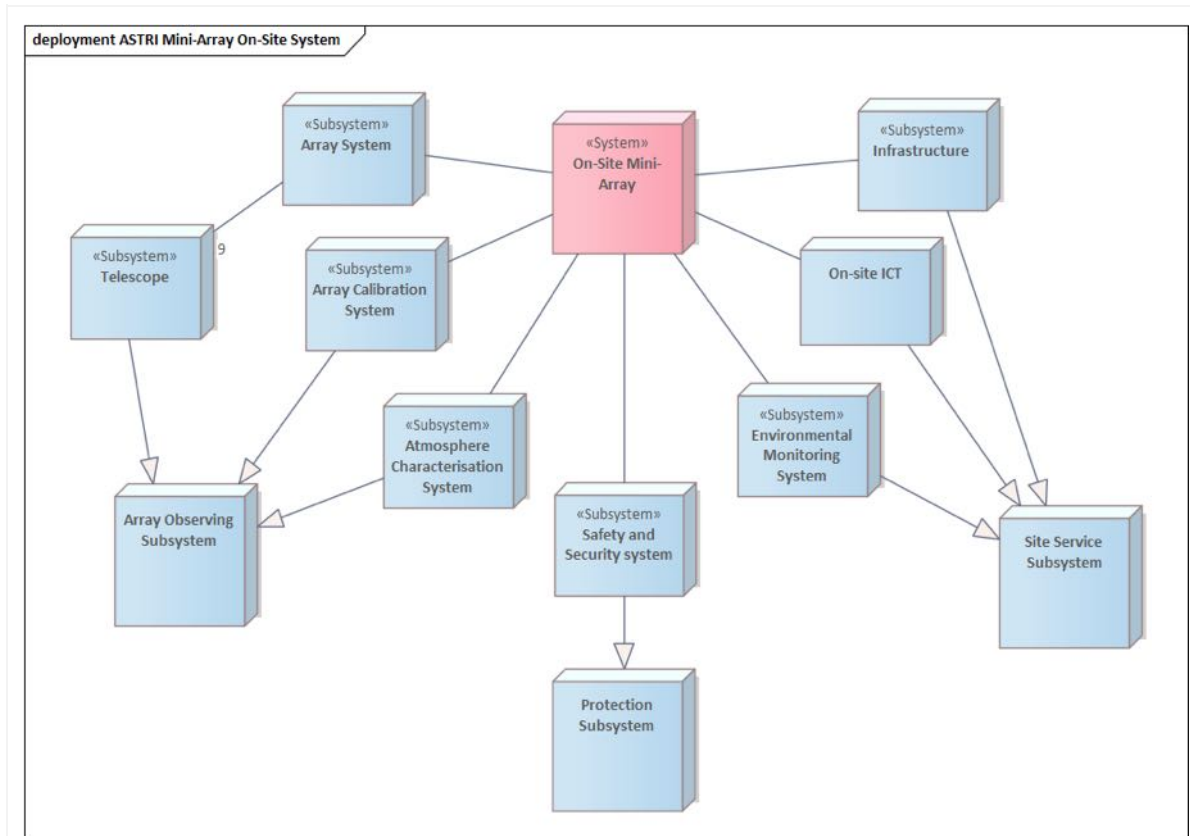 deployment ASTRI Mini-Array On-Site System
«Subsystem»
Array System
«System»
On-Site Mini-
Array
«Subsystem»
Infrastructure
«Subsystem»
Telescope
9
«Subsystem»
Array Calibration
System
On-site ICT
«Subsystem»
Atmosphere
Characterisation
System
«Subsystem»
Environmental
Monitoring
System
Array Observing
Subsystem
«Subsystem»
Safety and
Security system
Site Service
Subsystem
Protection
Subsystem